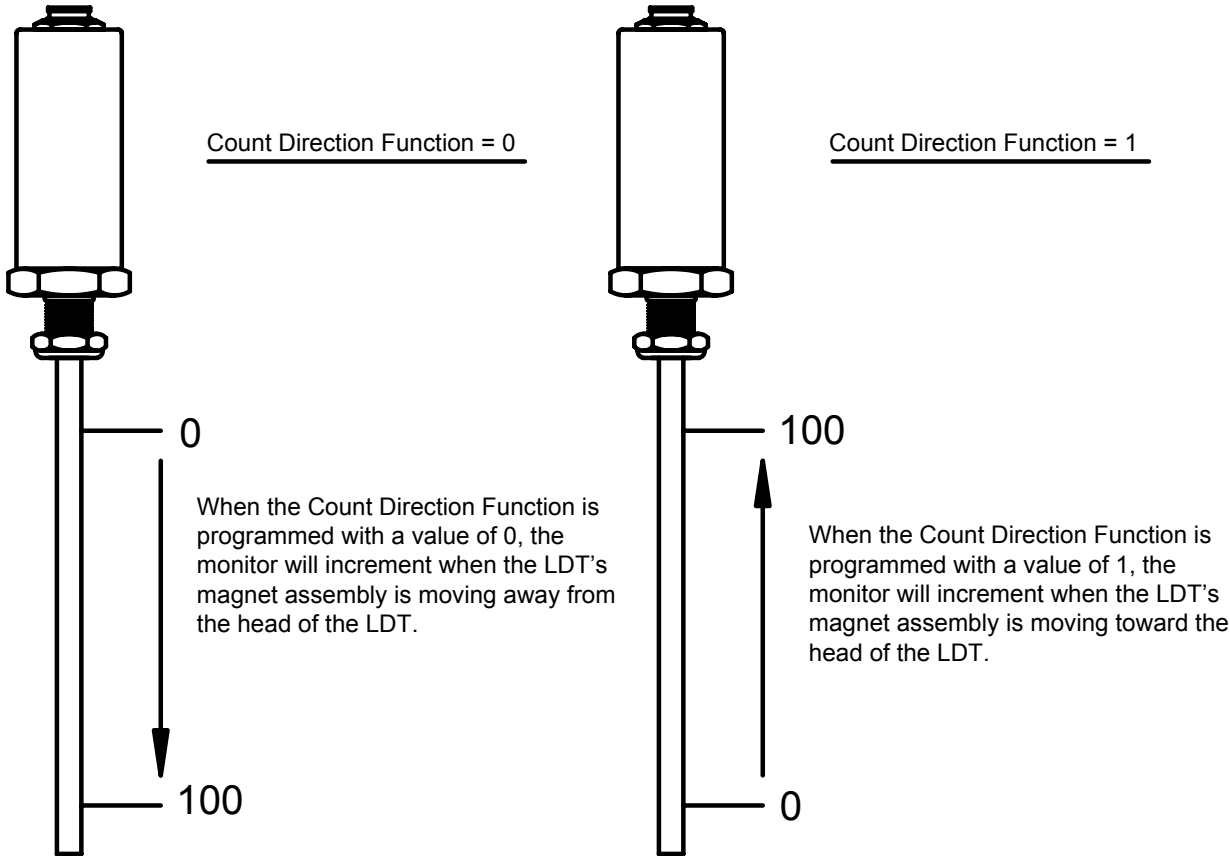 Count Direction Function = 0
0
When the Count Direction Function is
programmed with a value of 0, the
monitor will increment when the LDT’s
magnet assembly is moving away from
the head of the LDT.
100
Count Direction Function = 1
100
When the Count Direction Function is
programmed with a value of 1, the
monitor will increment when the LDT’s
magnet assembly is moving toward the
head of the LDT.
0